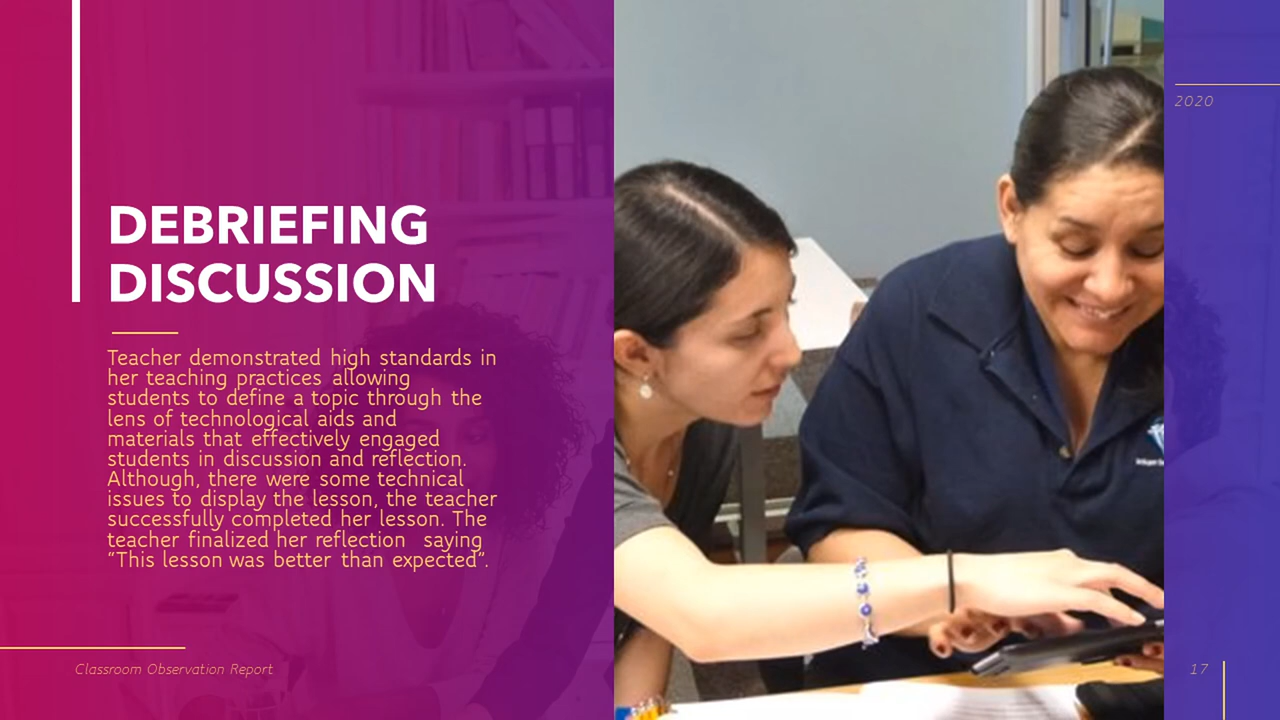 DEBRIEFING
DISCUSSION
Teacher demonstrated high standards in
her teaching practices allowing
students to define a topic through the
lens of technological aids and
materials that effectively engaged
students in discussion and reflection.
Although, there were some technical
issues to display the lesson, the teacher
successfully completed her lesson. The
teacher finalized her reflection saying
“This lesson was better than expected”.
Classroom Observation Report
2020
17